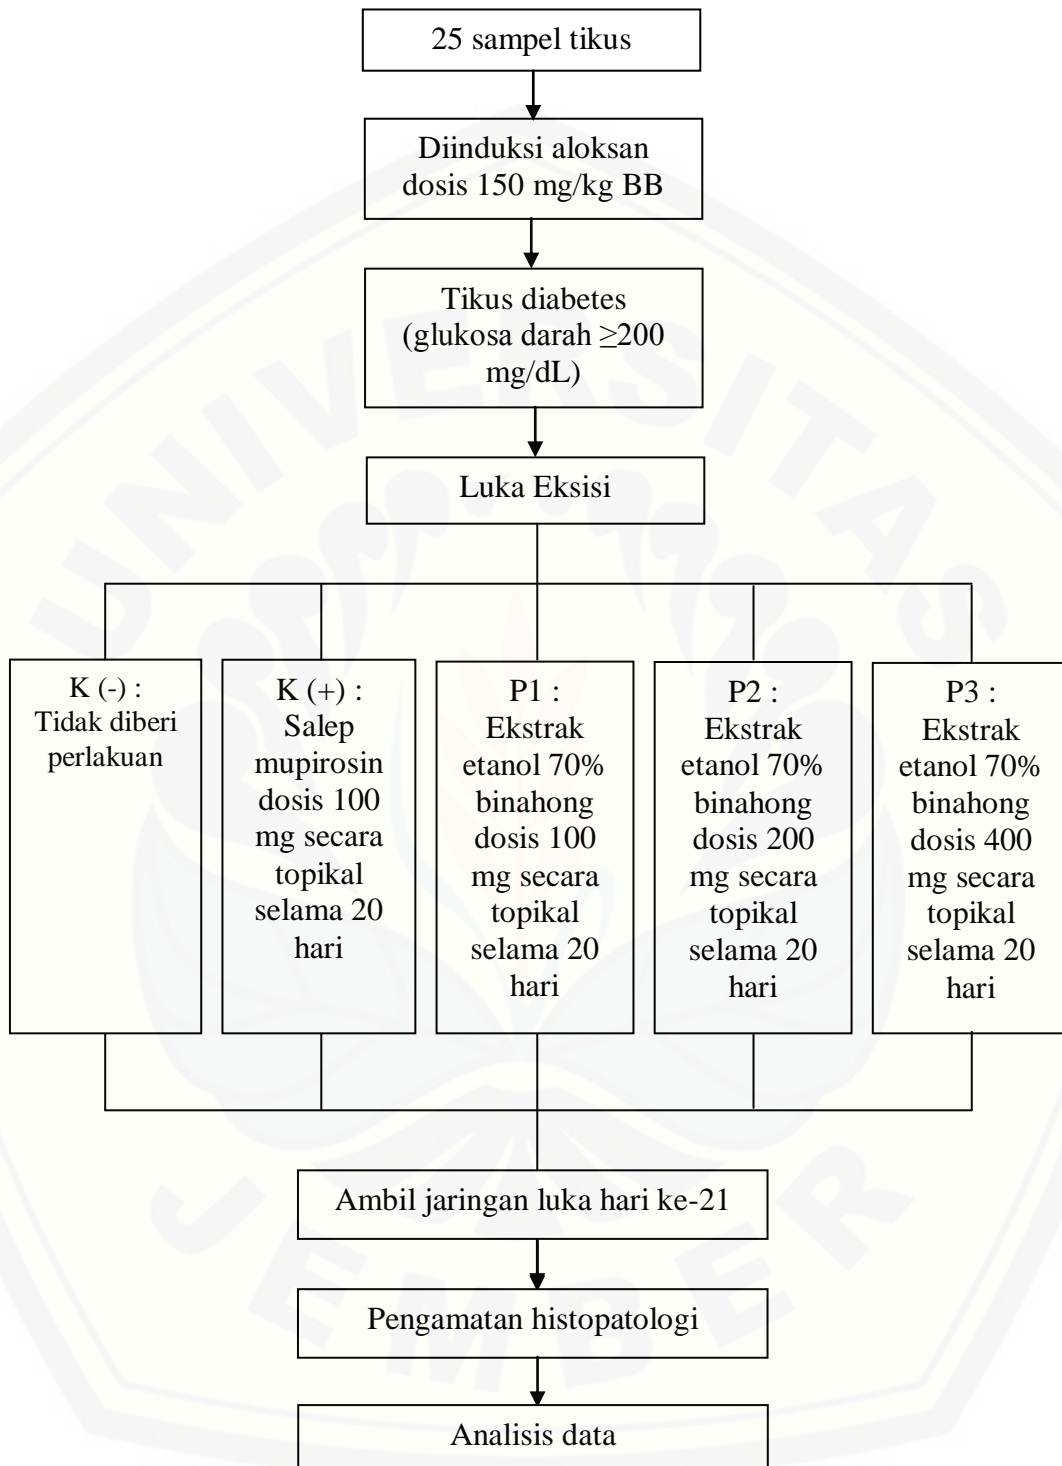 25 sampel tikus
Diinduksi aloksan
dosis 150 mg/kg BB
Tikus diabetes
(glukosa darah ≥200
mg/dL)
Luka Eksisi
K (-) :
Tidak diberi
perlakuan
K (+) :
Salep
mupirosin
dosis 100
mg secara
topikal
selama 20
hari
P1 :
Ekstrak
etanol 70%
binahong
dosis 100
mg secara
topikal
selama 20
hari
P2 :
Ekstrak
etanol 70%
binahong
dosis 200
mg secara
topikal
selama 20
hari
P3 :
Ekstrak
etanol 70%
binahong
dosis 400
mg secara
topikal
selama 20
hari
Ambil jaringan luka hari ke-21
Pengamatan histopatologi
Analisis data
UNIVERSITAS
JEMBER